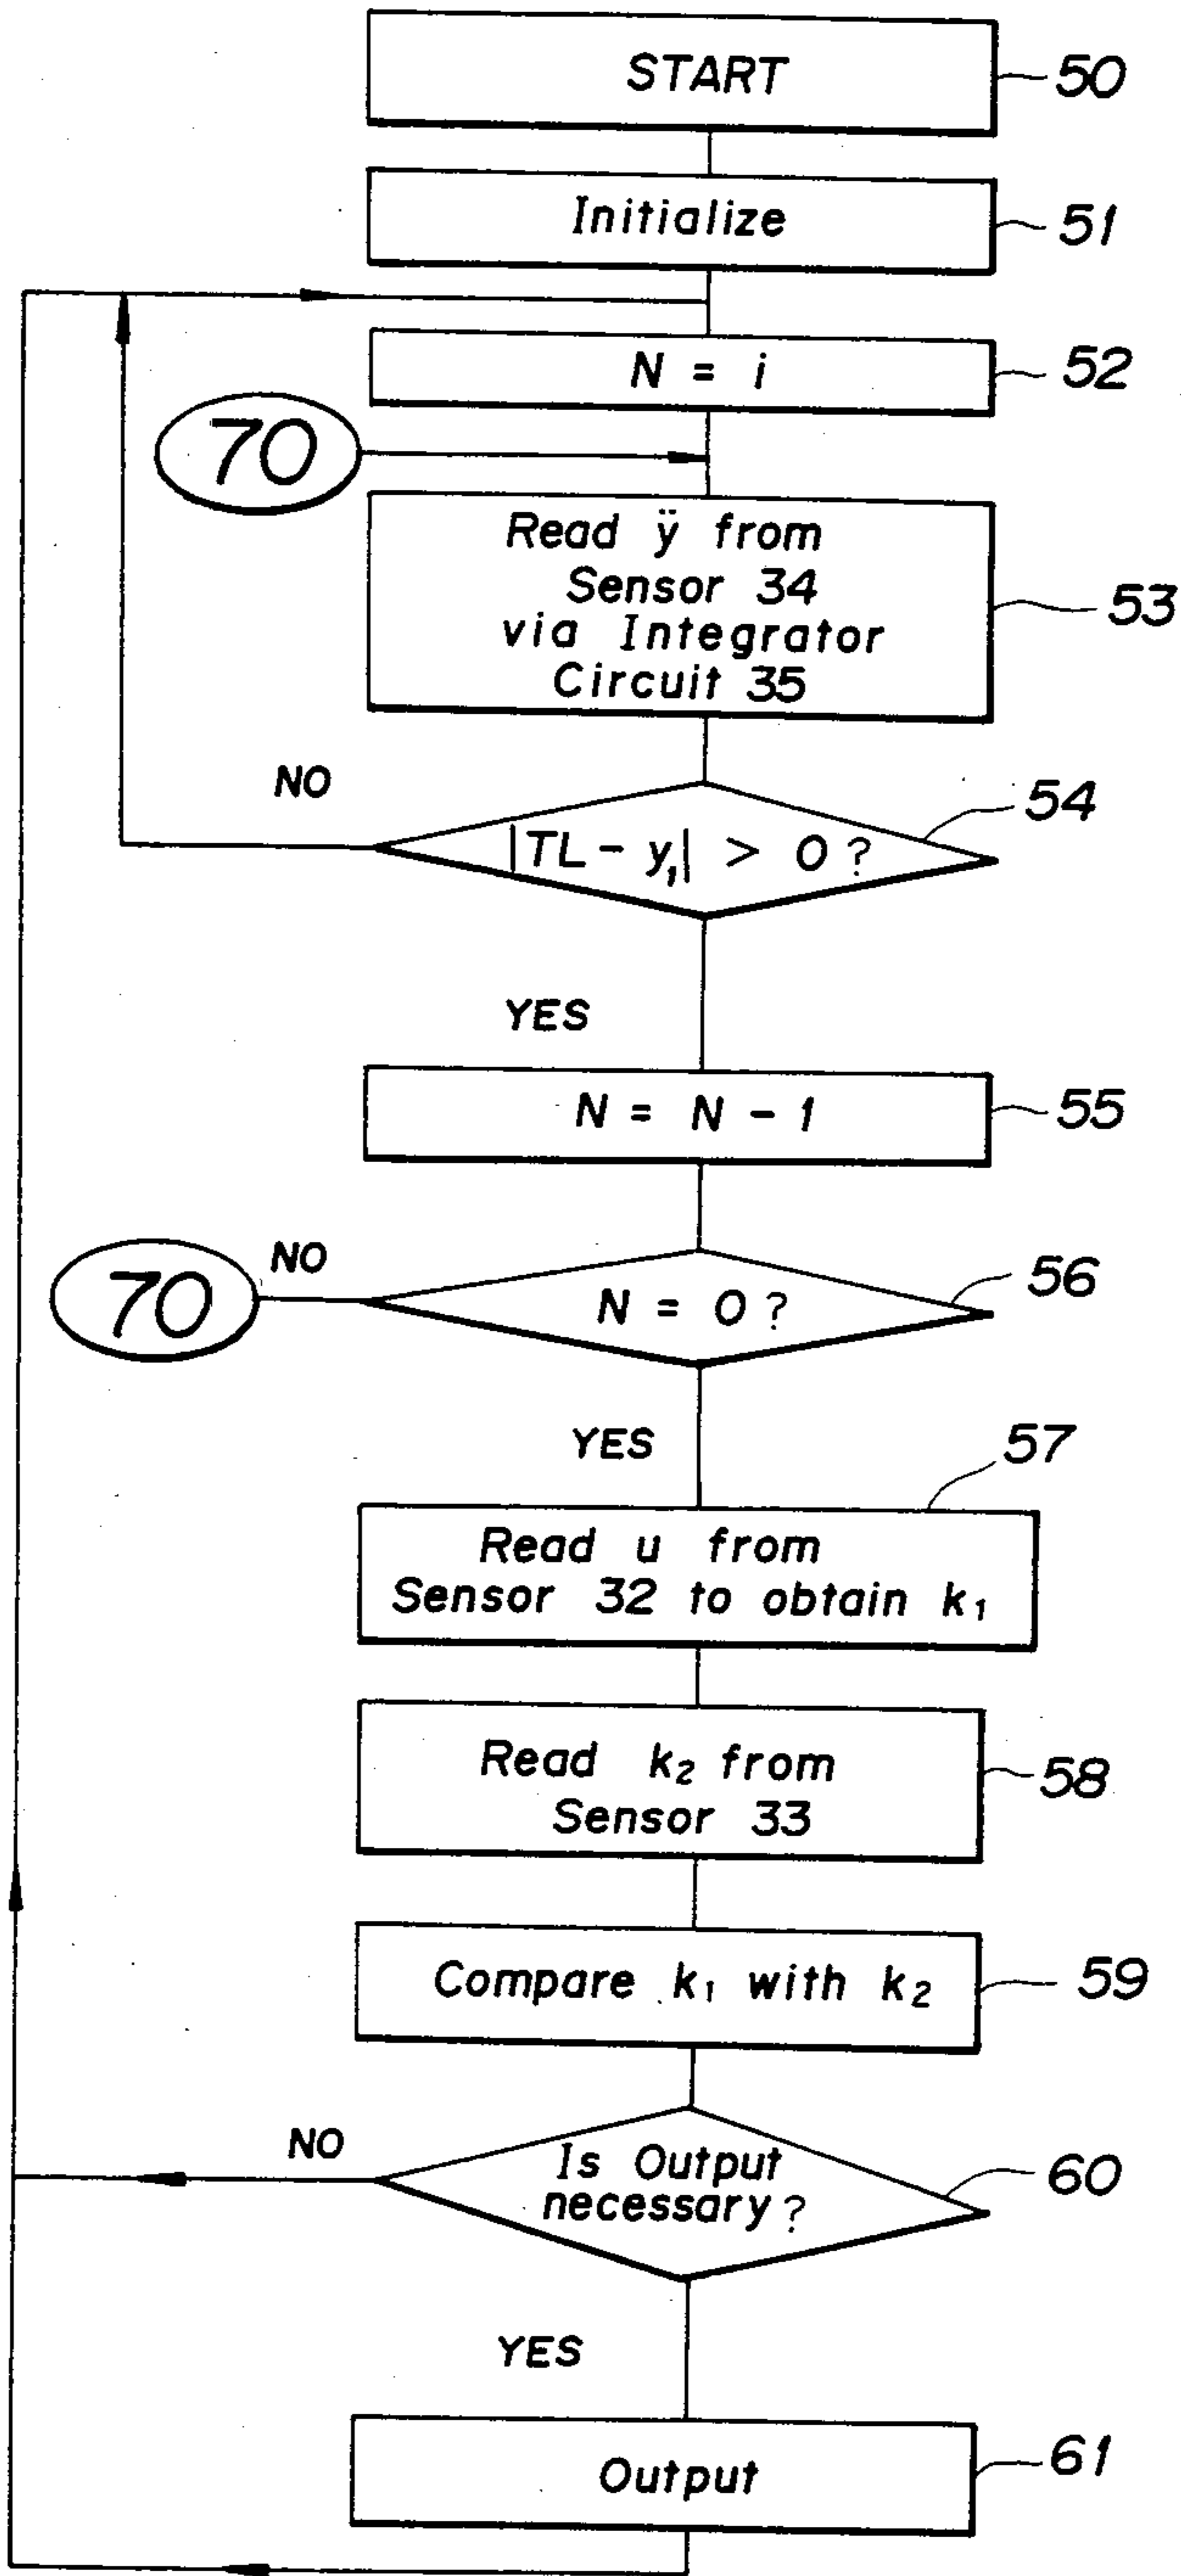 START
50
Initialize
51
N = i
52
70
Read ÿ from
Sensor 34
via Integrator
Circuit 35
53
NO
|TL - y₁| > 0 ?
54
YES
N = N - 1
55
70
NO
N = 0 ?
56
YES
57
Read u from
Sensor 32 to obtain k₁
Read k₂ from
Sensor 33
58
Compare k₁ with k₂
59
NO
Is Output
necessary ?
60
YES
Output
61